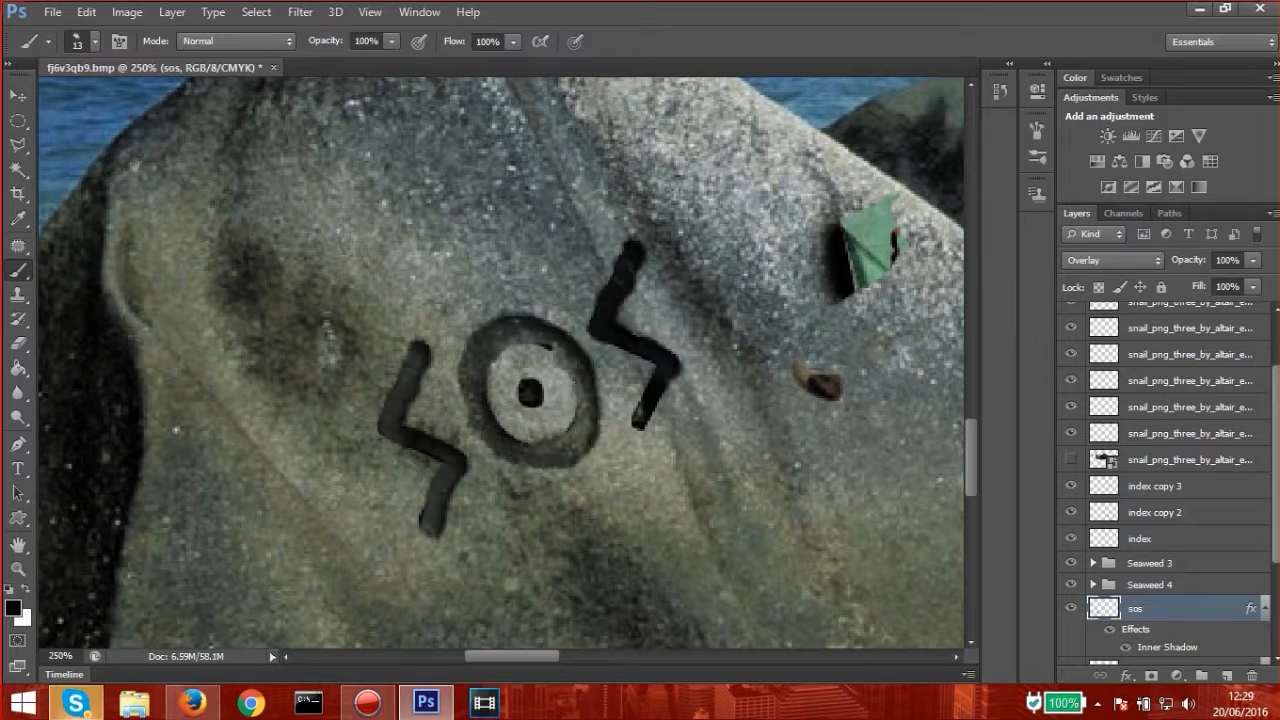 Ps File Edit Image Layer Type Select Filter 3D View Window Help
13 Mode: Normal Opacity: 100% Flow: 100% Essentials
fj6v3qb9.bmp @ 250% (sos, RGB/8/CMYK) * ×
Color Swatches
Adjustments Styles
Add an adjustment
Layers Channels Paths
Kind
Overlay Opacity: 100%
Lock: Fill: 100%
snail_png_three_by_altair_e...
snail_png_three_by_altair_e...
snail_png_three_by_altair_e...
snail_png_three_by_altair_e...
snail_png_three_by_altair_e...
snail_png_three_by_altair_e...
snail_png_three_by_altair_e...
index copy 3
index copy 2
index
Seaweed 3
Seaweed 4
sos fx
Effects
Inner Shadow
SOS
250% Doc: 6.59M/58.1M
Timeline
100% 12:29
20/06/2016